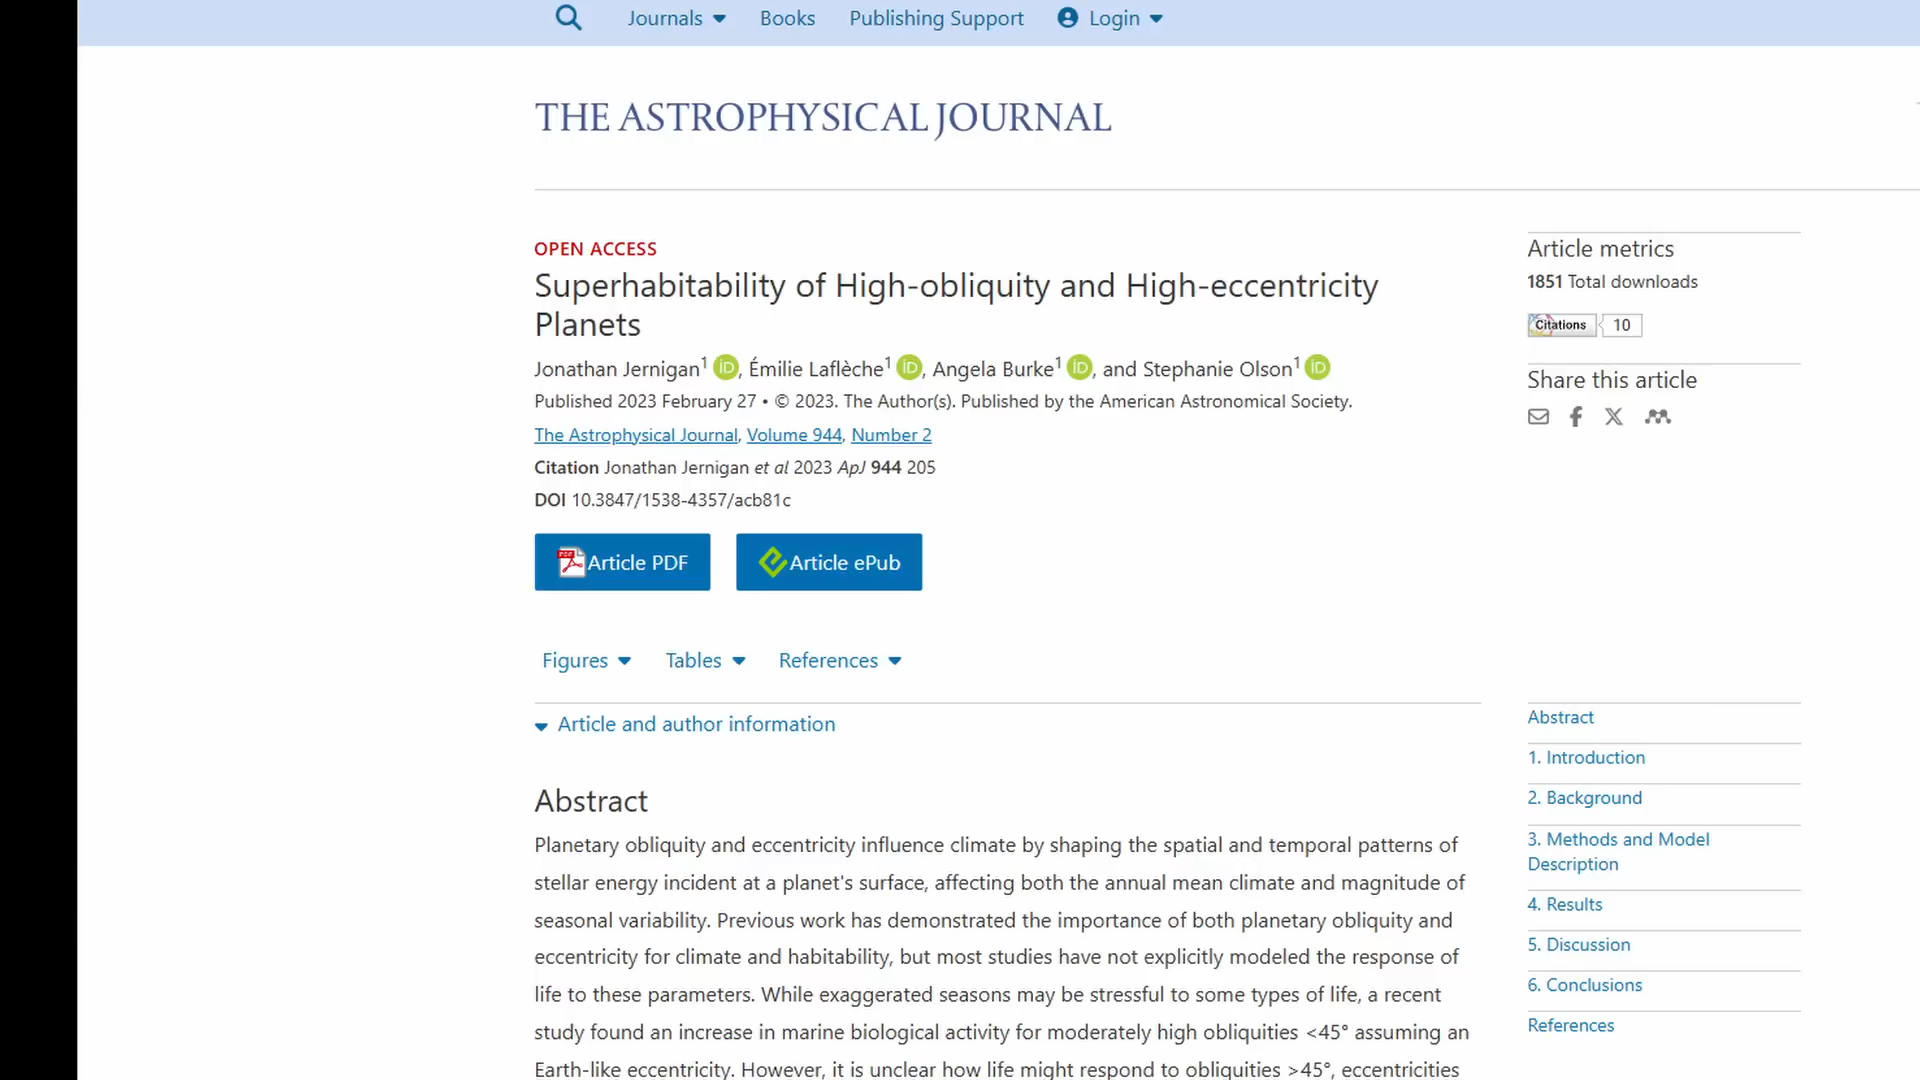 Journals Books Publishing Support Login
THE ASTROPHYSICAL JOURNAL
OPEN ACCESS
Superhabitability of High-obliquity and High-eccentricity
Planets
Jonathan Jernigan1 iD, Émilie Laflèche1 iD, Angela Burke1 iD, and Stephanie Olson1 iD
Published 2023 February 27 • © 2023. The Author(s). Published by the American Astronomical Society.
The Astrophysical Journal, Volume 944, Number 2
Citation Jonathan Jernigan et al 2023 ApJ 944 205
DOI 10.3847/1538-4357/acb81c
PDF Article PDF Article ePub
Figures Tables References
Article and author information
Abstract
Planetary obliquity and eccentricity influence climate by shaping the spatial and temporal patterns of
stellar energy incident at a planet's surface, affecting both the annual mean climate and magnitude of
seasonal variability. Previous work has demonstrated the importance of both planetary obliquity and
eccentricity for climate and habitability, but most studies have not explicitly modeled the response of
life to these parameters. While exaggerated seasons may be stressful to some types of life, a recent
study found an increase in marine biological activity for moderately high obliquities <45° assuming an
Earth-like eccentricity. However, it is unclear how life might respond to obliquities >45°, eccentricities
Article metrics
1851 Total downloads
Citations 10
Share this article
Abstract
1. Introduction
2. Background
3. Methods and Model
Description
4. Results
5. Discussion
6. Conclusions
References